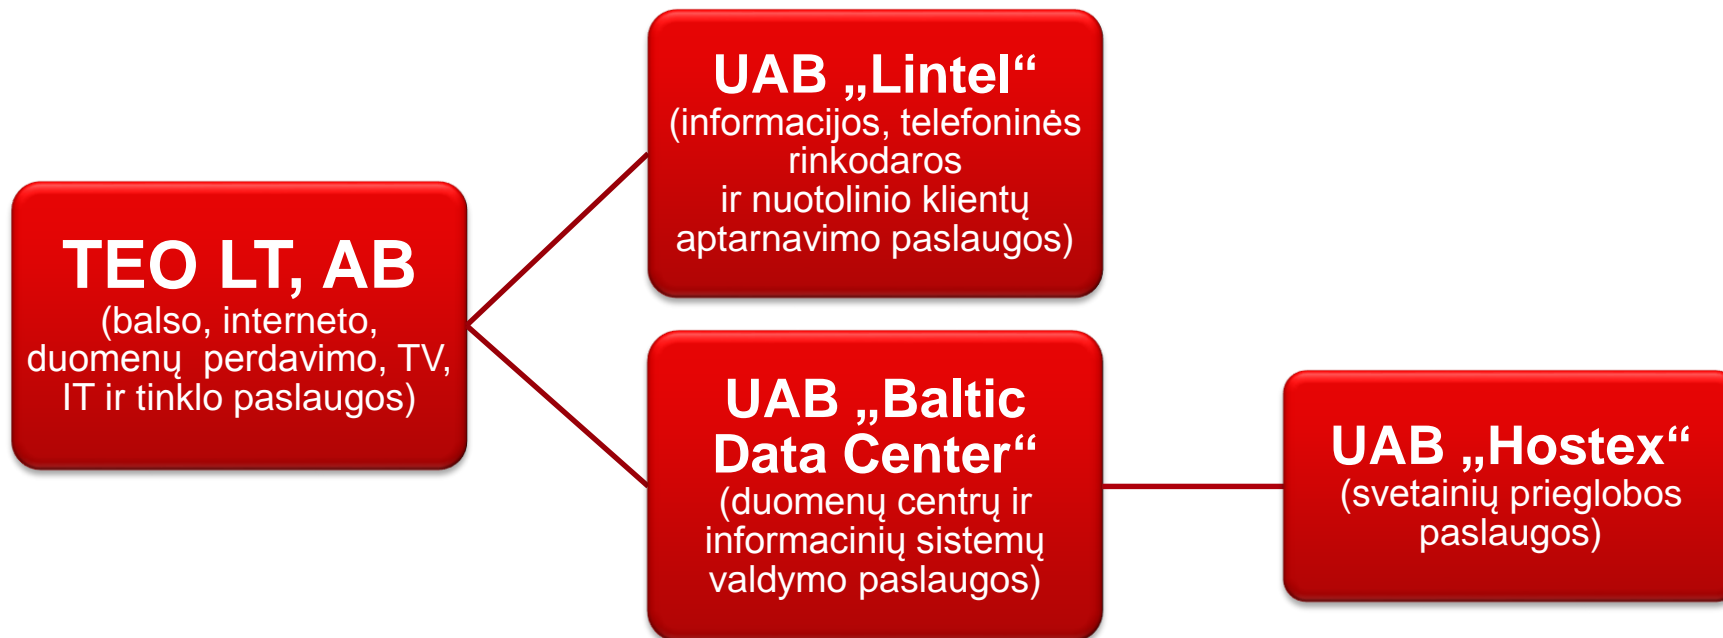 TEO LT, AB
(balso, interneto,
duomenų  perdavimo, TV,
IT ir tinklo paslaugos)
UAB „Lintel“
(informacijos, telefoninės
rinkodaros
ir nuotolinio klientų
aptarnavimo paslaugos)
UAB „Baltic
Data Center“
(duomenų centrų ir
informacinių sistemų
valdymo paslaugos)
UAB „Hostex“
(svetainių prieglobos
paslaugos)